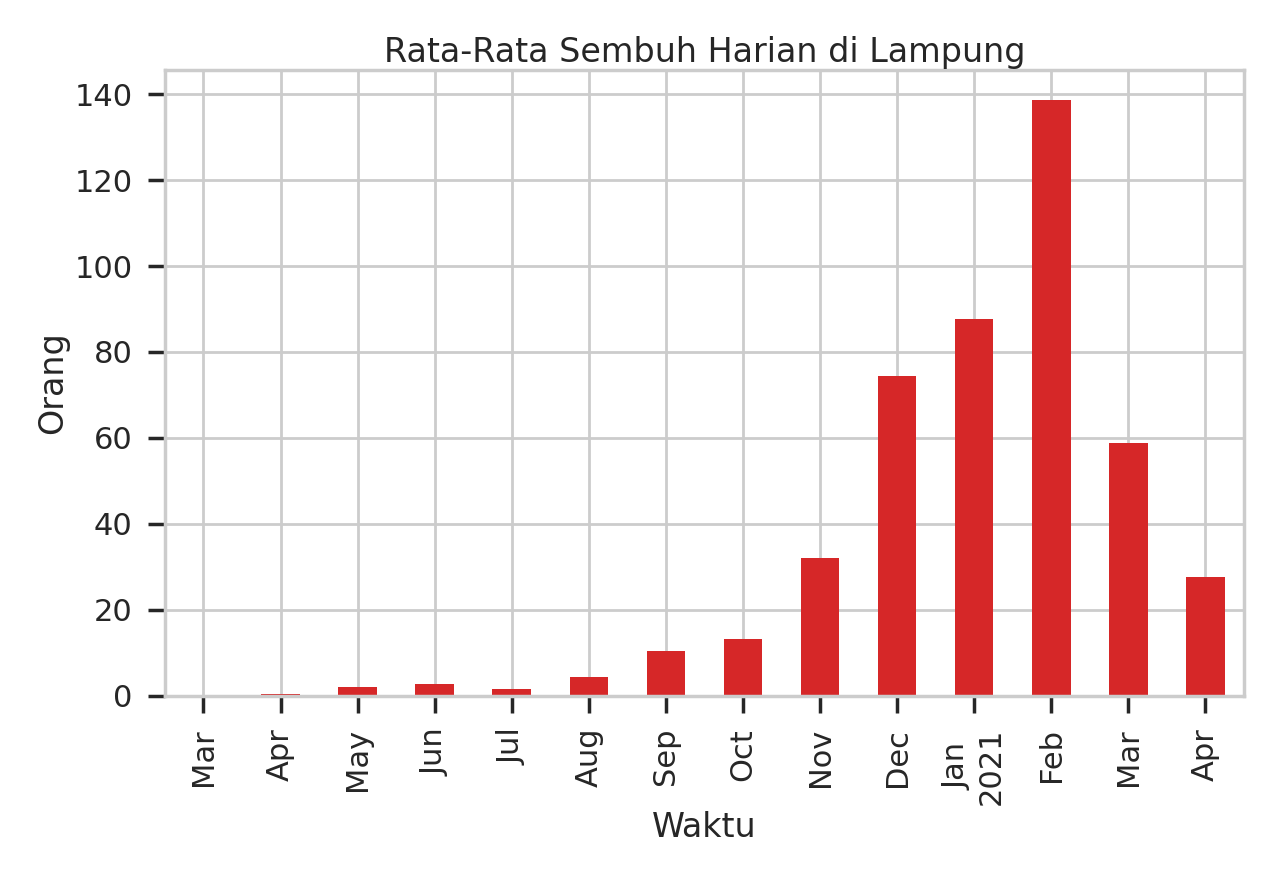 Rata-Rata Sembuh Harian di Lampung
140
120
100
80
60
40
20
0
Orang
Mar
Apr
May
Jun
Jul
Aug
Sep
Oct
Nov
Dec
Jan
2021
Feb
Mar
Apr
Waktu